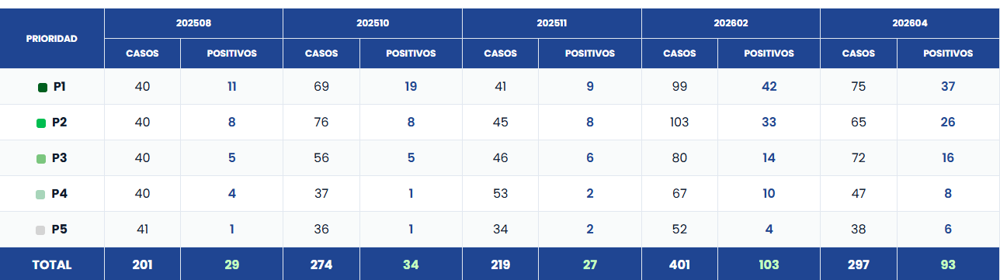 PRIORIDAD 202508 202510 202511 202602 202604
CASOS POSITIVOS CASOS POSITIVOS CASOS POSITIVOS CASOS POSITIVOS CASOS POSITIVOS
P1 40 11 69 19 41 9 99 42 75 37
P2 40 8 76 8 45 8 103 33 65 26
P3 40 5 56 5 46 6 80 14 72 16
P4 40 4 37 1 53 2 67 10 47 8
P5 41 1 36 1 34 2 52 4 38 6
TOTAL 201 29 274 34 219 27 401 103 297 93